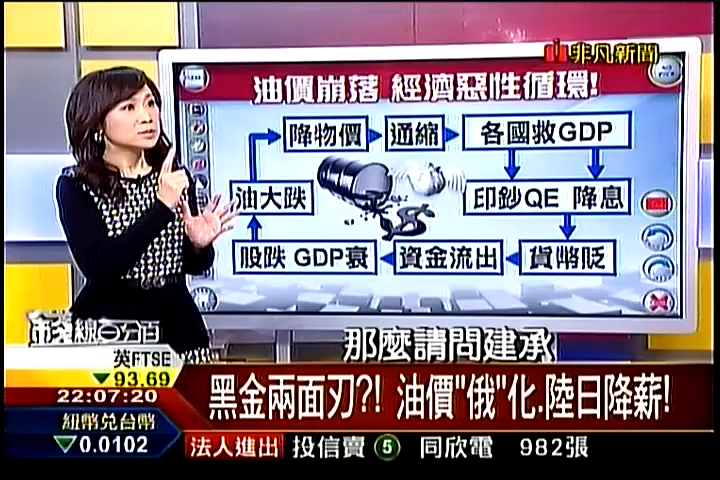 非凡新聞
油價崩落 經濟惡性循環!
降物價 通縮 各國救GDP
油大跌 印鈔QE 降息
股跌 GDP衰 資金流出 貨幣貶
錢線百分百
那麼請問建承
英FTSE
▼93.69
黑金兩面刃?! 油價"俄"化.陸日降薪!
22:07:20
紐幣兌台幣
▽0.0102
法人進出 投信賣 5 同欣電 982張